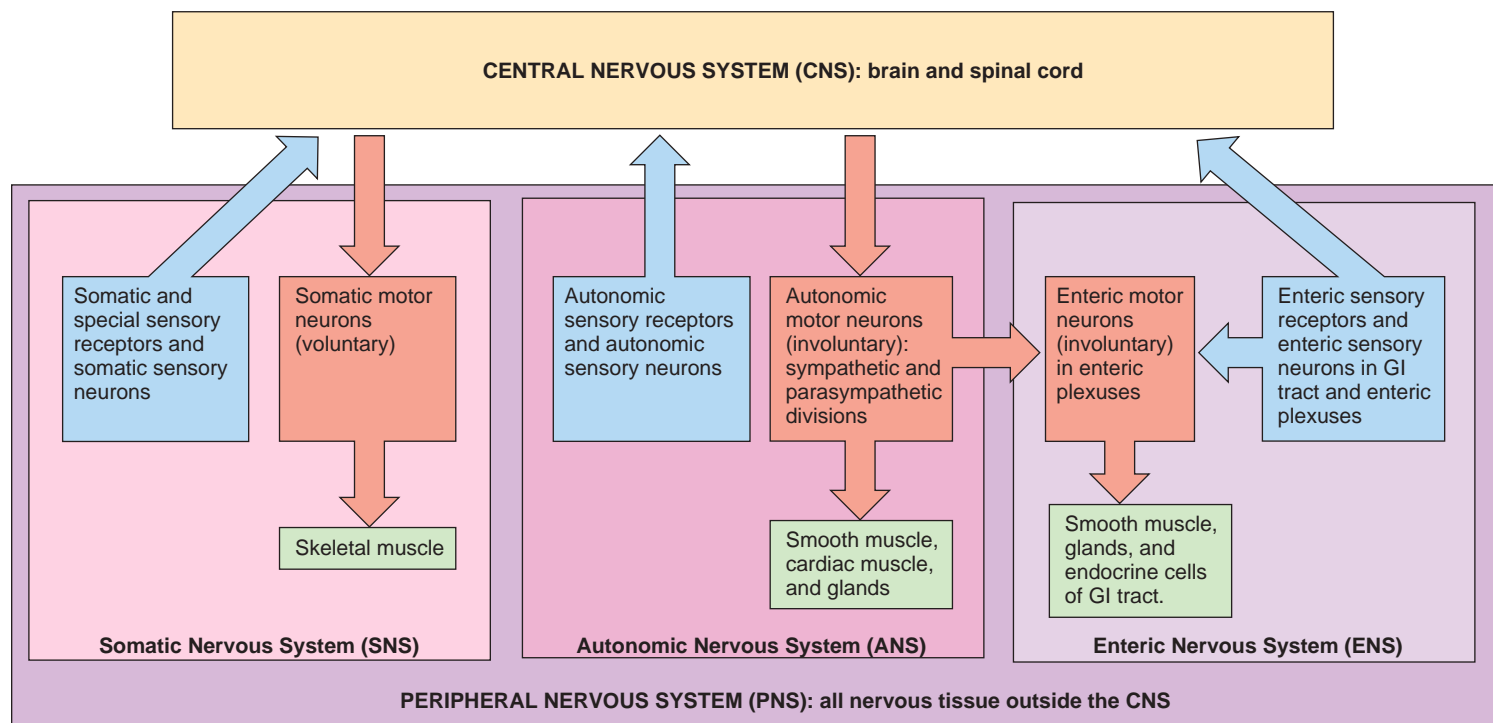 CENTRAL NERVOUS SYSTEM (CNS): brain and spinal cord
Somatic and
special sensory
receptors and
somatic sensory
neurons
Somatic motor
neurons
(voluntary)
Skeletal muscle
Somatic Nervous System (SNS)
Autonomic
sensory receptors
and autonomic
sensory neurons
Autonomic
motor neurons
(involuntary):
sympathetic and
parasympathetic
divisions
Smooth muscle,
cardiac muscle,
and glands
Autonomic Nervous System (ANS)
Enteric motor
neurons
(involuntary)
in enteric
plexuses
Enteric sensory
receptors and
enteric sensory
neurons in GI
tract and enteric
plexuses
Smooth muscle,
glands, and
endocrine cells
of GI tract.
Enteric Nervous System (ENS)
PERIPHERAL NERVOUS SYSTEM (PNS): all nervous tissue outside the CNS